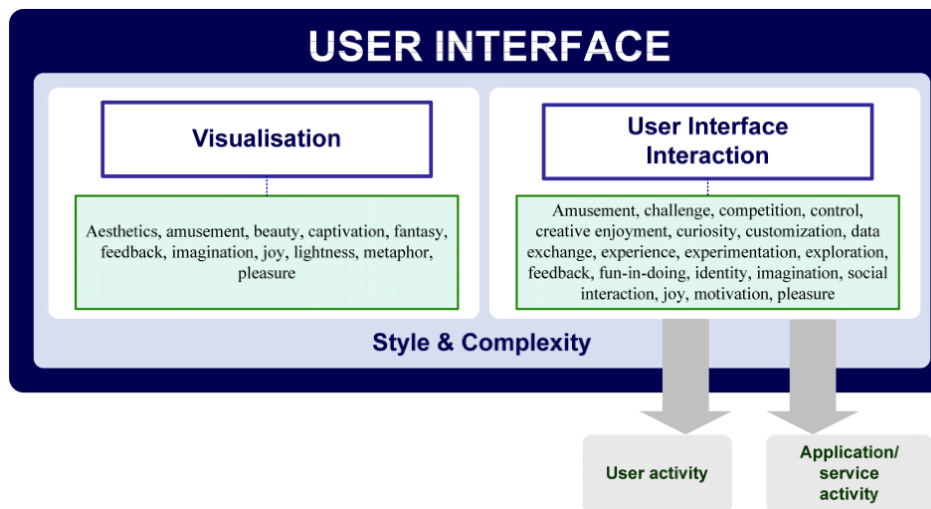 USER INTERFACE
Visualisation
Aesthetics, amusement, beauty, captivation, fantasy,
feedback, imagination, joy, lightness, metaphor,
pleasure
User Interface
Interaction
Amusement, challenge, competition, control,
creative enjoyment, curiosity, customization, data
exchange, experience, experimentation, exploration,
feedback, fun-in-doing, identity, imagination, social
interaction, joy, motivation, pleasure
Style & Complexity
User activity
Application/
service
activity